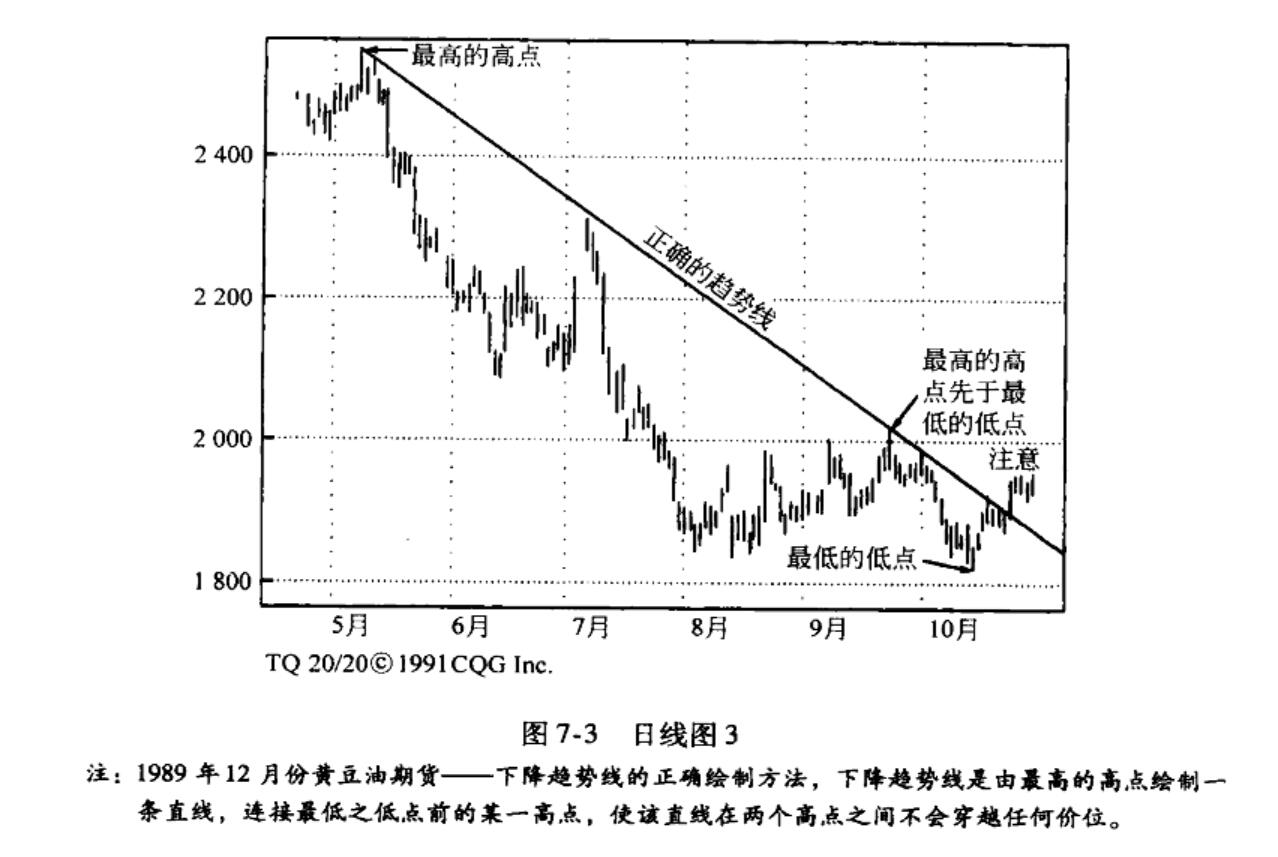 最高的高点
2 400
正确的趋势线
2 200
最高的高
点先于最
低的低点
2 000
注意
最低的低点
1 800
5月 6月 7月 8月 9月 10月
TQ 20/20© 1991CQG Inc.
图 7-3 日线图 3
注：1989 年 12 月份黄豆油期货——下降趋势线的正确绘制方法，下降趋势线是由最高的高点绘制一
条直线，连接最低之低点前的某一高点，使该直线在两个高点之间不会穿越任何价位。